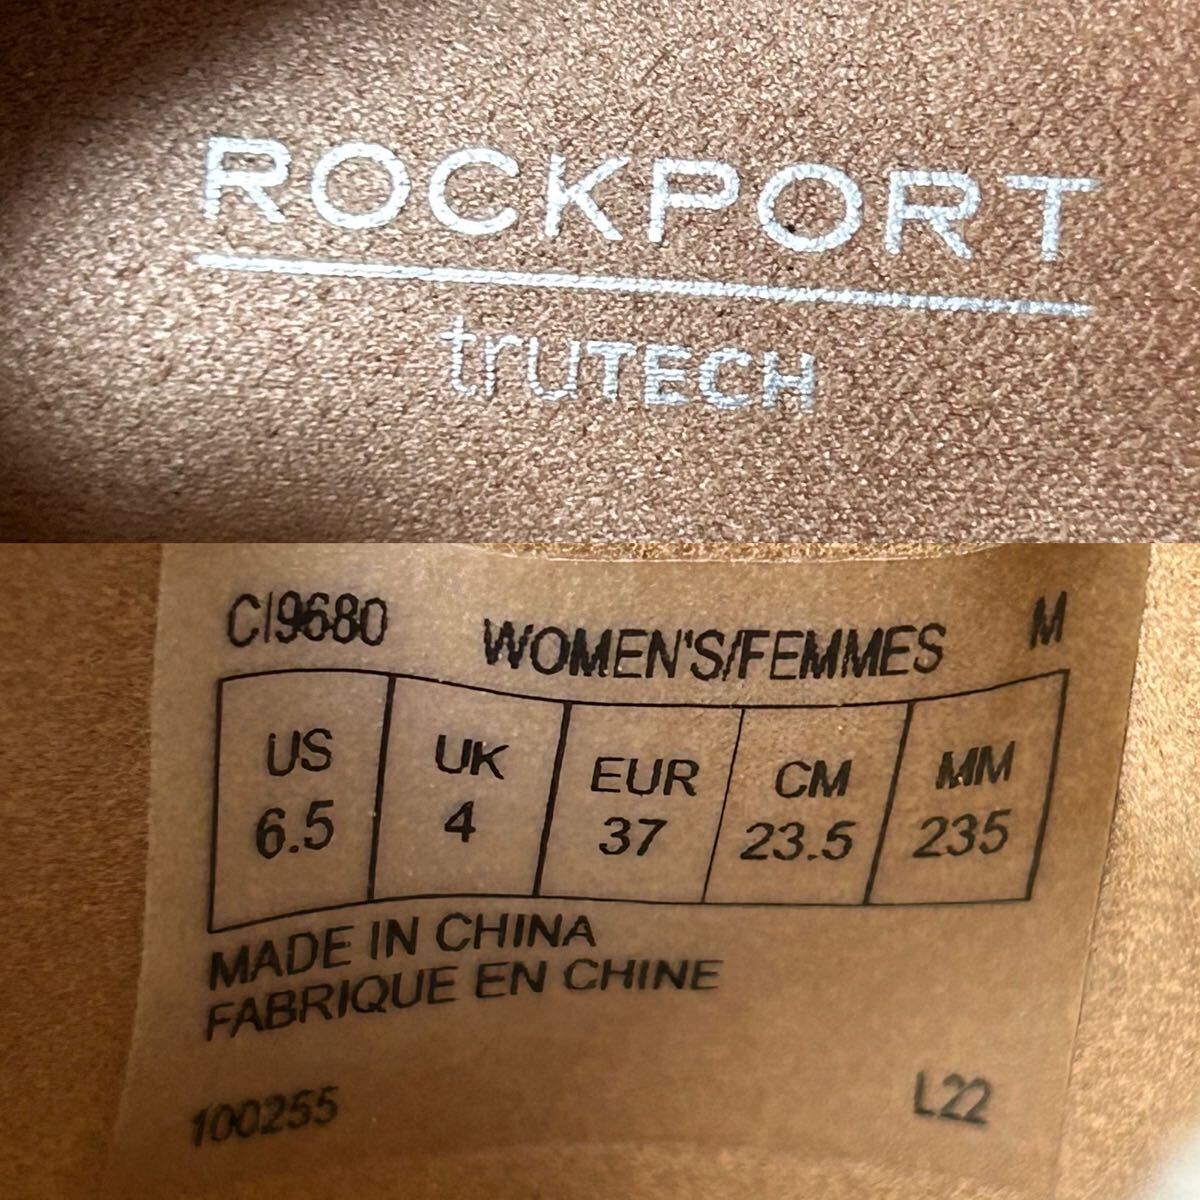 ROCKPORT
truTECH
CI9680 WOMEN'S/FEMMES M
US UK EUR CM MM
6.5 4 37 23.5 235
MADE IN CHINA
FABRIQUE EN CHINE
100255 L22